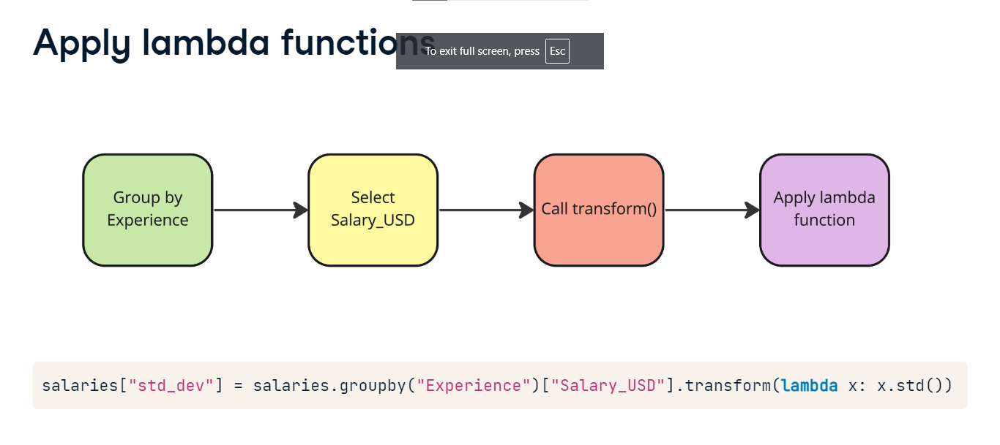 Apply lambda functions
To exit full screen, press Esc
Group by
Experience
Select
Salary_USD
Call transform()
Apply lambda
function
salaries["std_dev"] = salaries.groupby("Experience")["Salary_USD"].transform(lambda x: x.std())